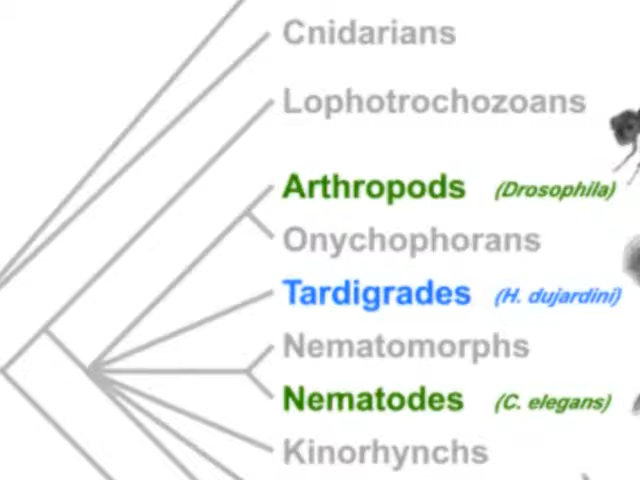 Cnidarians
Lophotrochozoans
Arthropods (Drosophila)
Onychophorans
Tardigrades (H. dujardini)
Nematomorphs
Nematodes (C. elegans)
Kinorhynchs